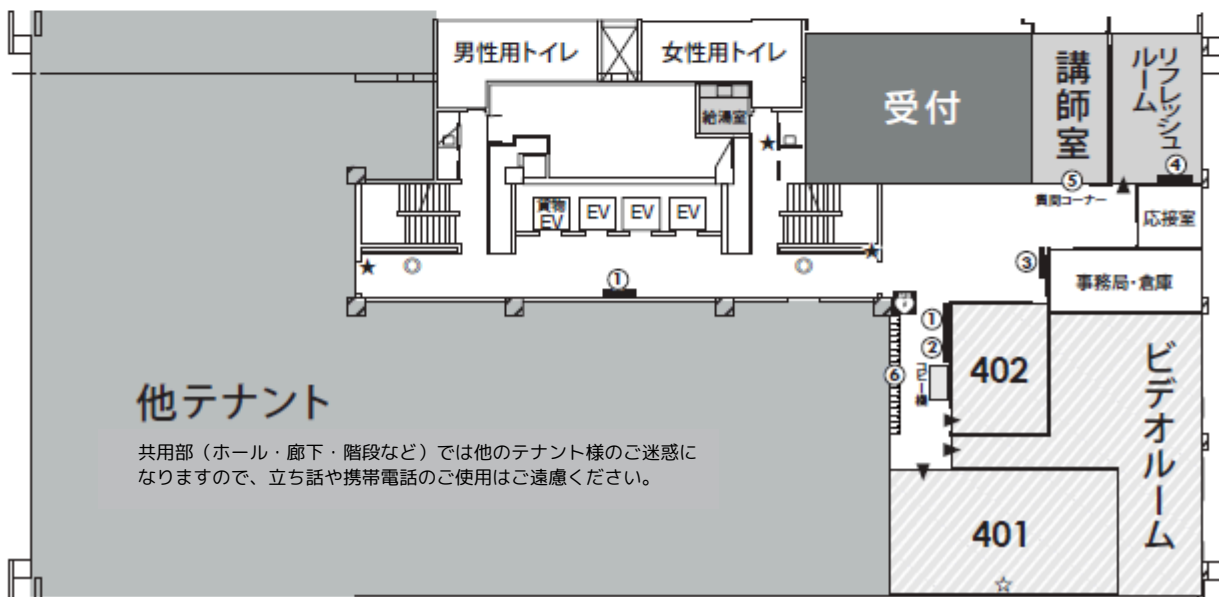 男性用トイレ
女性用トイレ
給湯室
受付
講師室
リフレッシュ
ルーム
★
④
⑤
質問コーナー
貨物
EV
EV
EV
EV
応接室
★
◎
①
◎
★
③
事務局・倉庫
①
②
⑥
コピー機
402
ビデオルーム
他テナント
共用部（ホール・廊下・階段など）では他のテナント様のご迷惑に
なりますので、立ち話や携帯電話のご使用はご遠慮ください。
401
☆